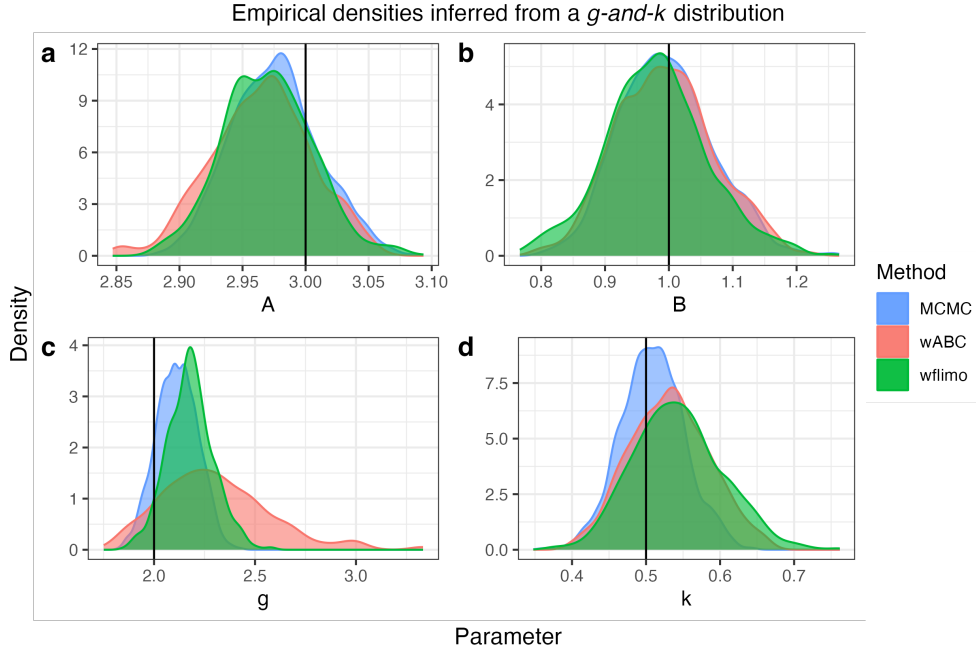 Empirical densities inferred from a g-and-k distribution
a
12
9
6
3
0
2.85 2.90 2.95 3.00 3.05 3.10
A
b
4
2
0
0.8 0.9 1.0 1.1 1.2
B
Density
c
4
3
2
1
0
2.0 2.5 3.0
g
d
7.5
5.0
2.5
0.0
0.4 0.5 0.6 0.7
k
Parameter
Method
MCMC
wABC
wflimo